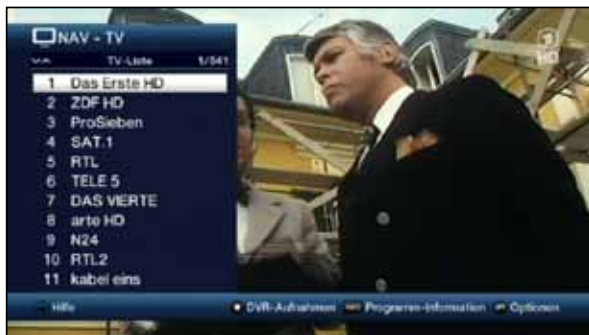 NAV - TV
TV-Liste 1/541
1 Das Erste HD
2 ZDF HD
3 ProSieben
4 SAT.1
5 RTL
6 TELE 5
7 DAS VIERTE
8 arte HD
9 N24
10 RTL2
11 kabel eins
HD
Hilfe
DVR-Aufnahmen Programm-Information Optionen